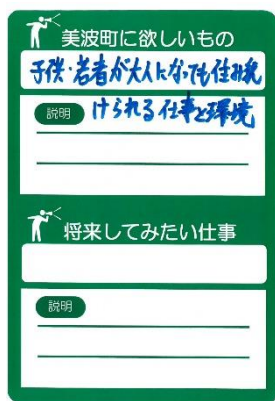 美波町に欲しいもの
子供・若者が大人になっても住み続
説明 けられる仕事と環境
将来してみたい仕事
説明